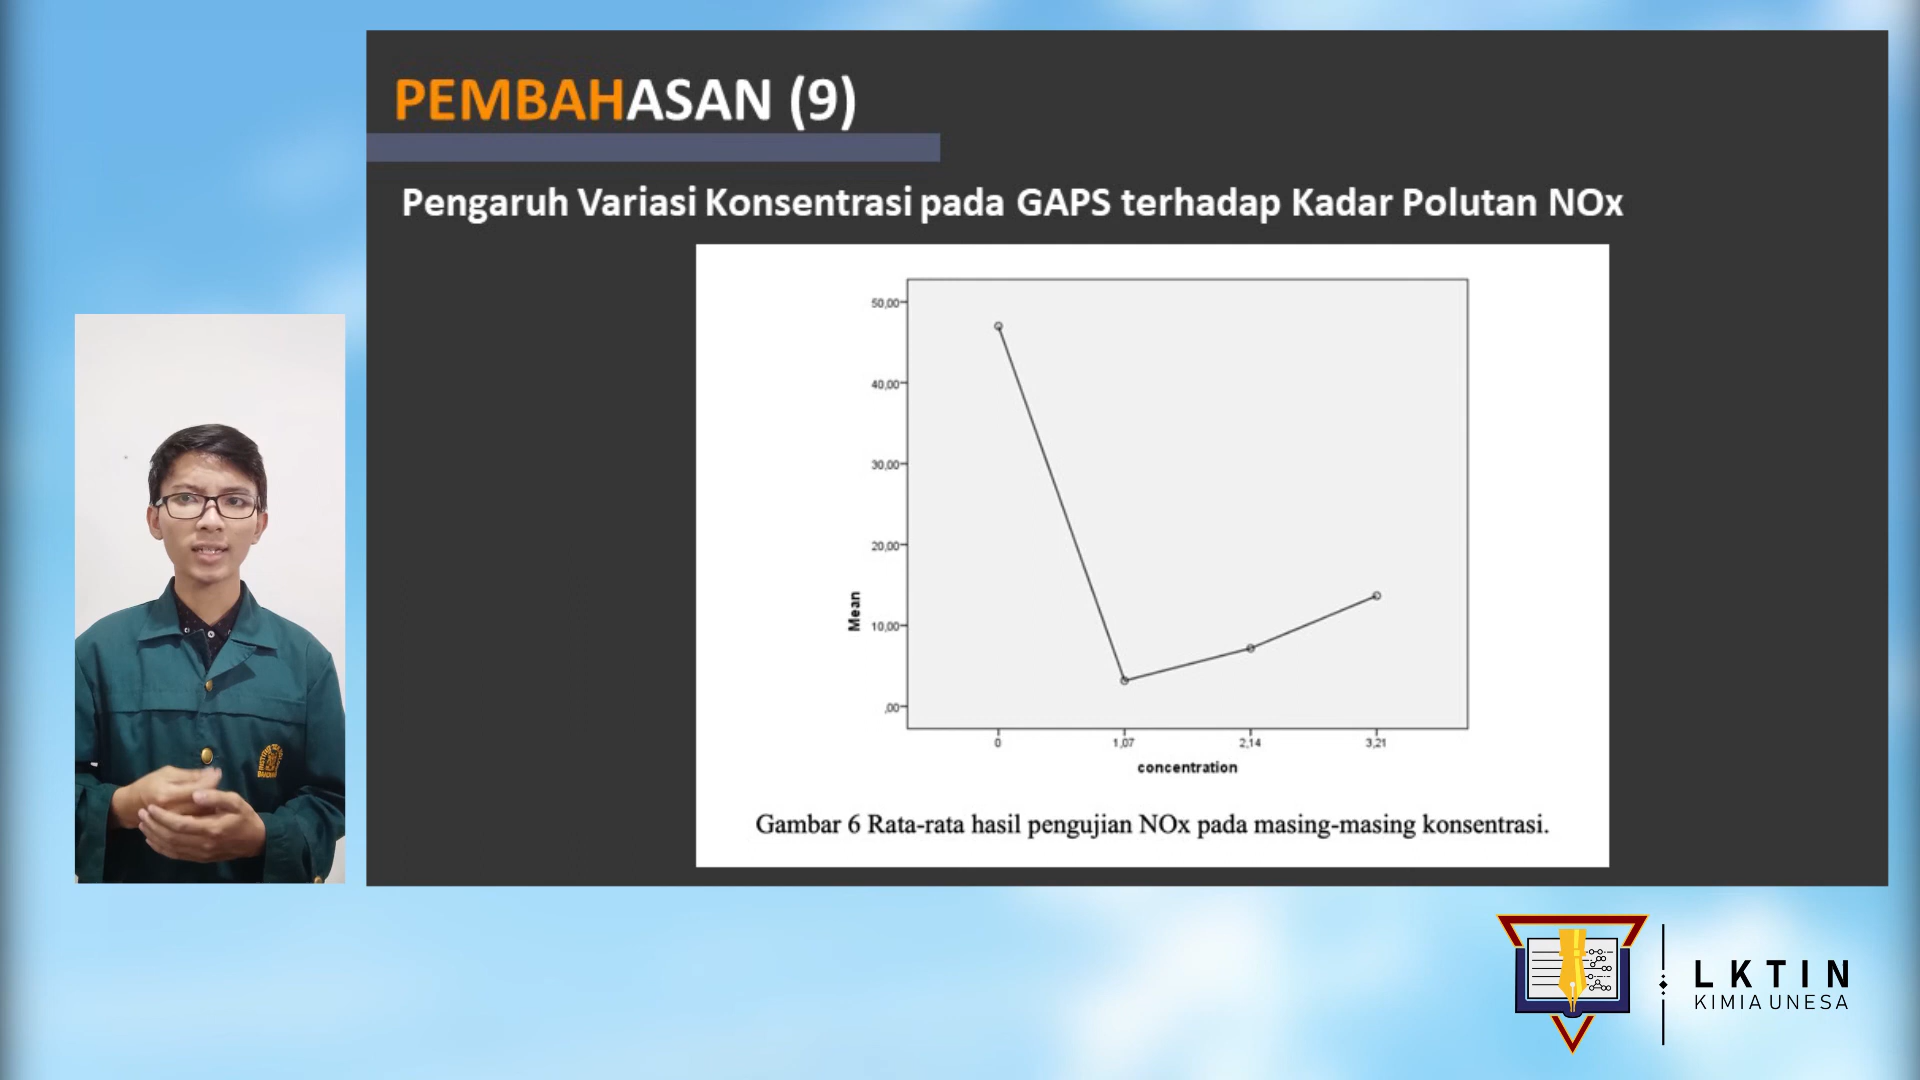 PEMBAHASAN (9)
Pengaruh Variasi Konsentrasi pada GAPS terhadap Kadar Polutan NOx
50,00
40,00
30,00
20,00
10,00
,00
Mean
0
1,07
2,14
3,21
concentration
Gambar 6 Rata-rata hasil pengujian NOx pada masing-masing konsentrasi.
LKTIN
KIMIA UNESA